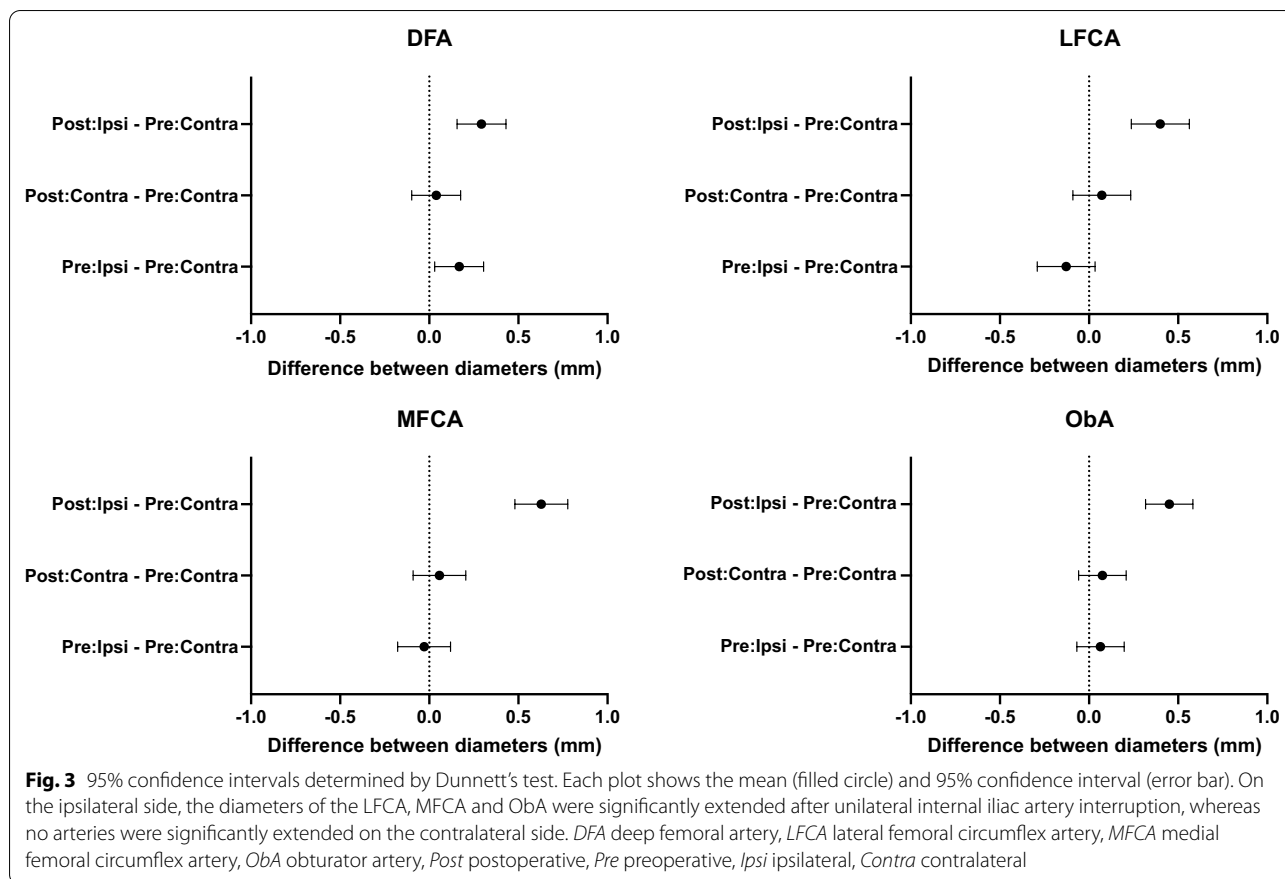 DFA
Post:Ipsi - Pre:Contra
Post:Contra - Pre:Contra
Pre:Ipsi - Pre:Contra
-1.0 -0.5 0.0 0.5 1.0
Difference between diameters (mm)
LFCA
Post:Ipsi - Pre:Contra
Post:Contra - Pre:Contra
Pre:Ipsi - Pre:Contra
-1.0 -0.5 0.0 0.5 1.0
Difference between diameters (mm)
MFCA
Post:Ipsi - Pre:Contra
Post:Contra - Pre:Contra
Pre:Ipsi - Pre:Contra
-1.0 -0.5 0.0 0.5 1.0
Difference between diameters (mm)
ObA
Post:Ipsi - Pre:Contra
Post:Contra - Pre:Contra
Pre:Ipsi - Pre:Contra
-1.0 -0.5 0.0 0.5 1.0
Difference between diameters (mm)
Fig. 3 95% confidence intervals determined by Dunnett's test. Each plot shows the mean (filled circle) and 95% confidence interval (error bar). On
the ipsilateral side, the diameters of the LFCA, MFCA and ObA were significantly extended after unilateral internal iliac artery interruption, whereas
no arteries were significantly extended on the contralateral side. DFA deep femoral artery, LFCA lateral femoral circumflex artery, MFCA medial
femoral circumflex artery, ObA obturator artery, Post postoperative, Pre preoperative, Ipsi ipsilateral, Contra contralateral